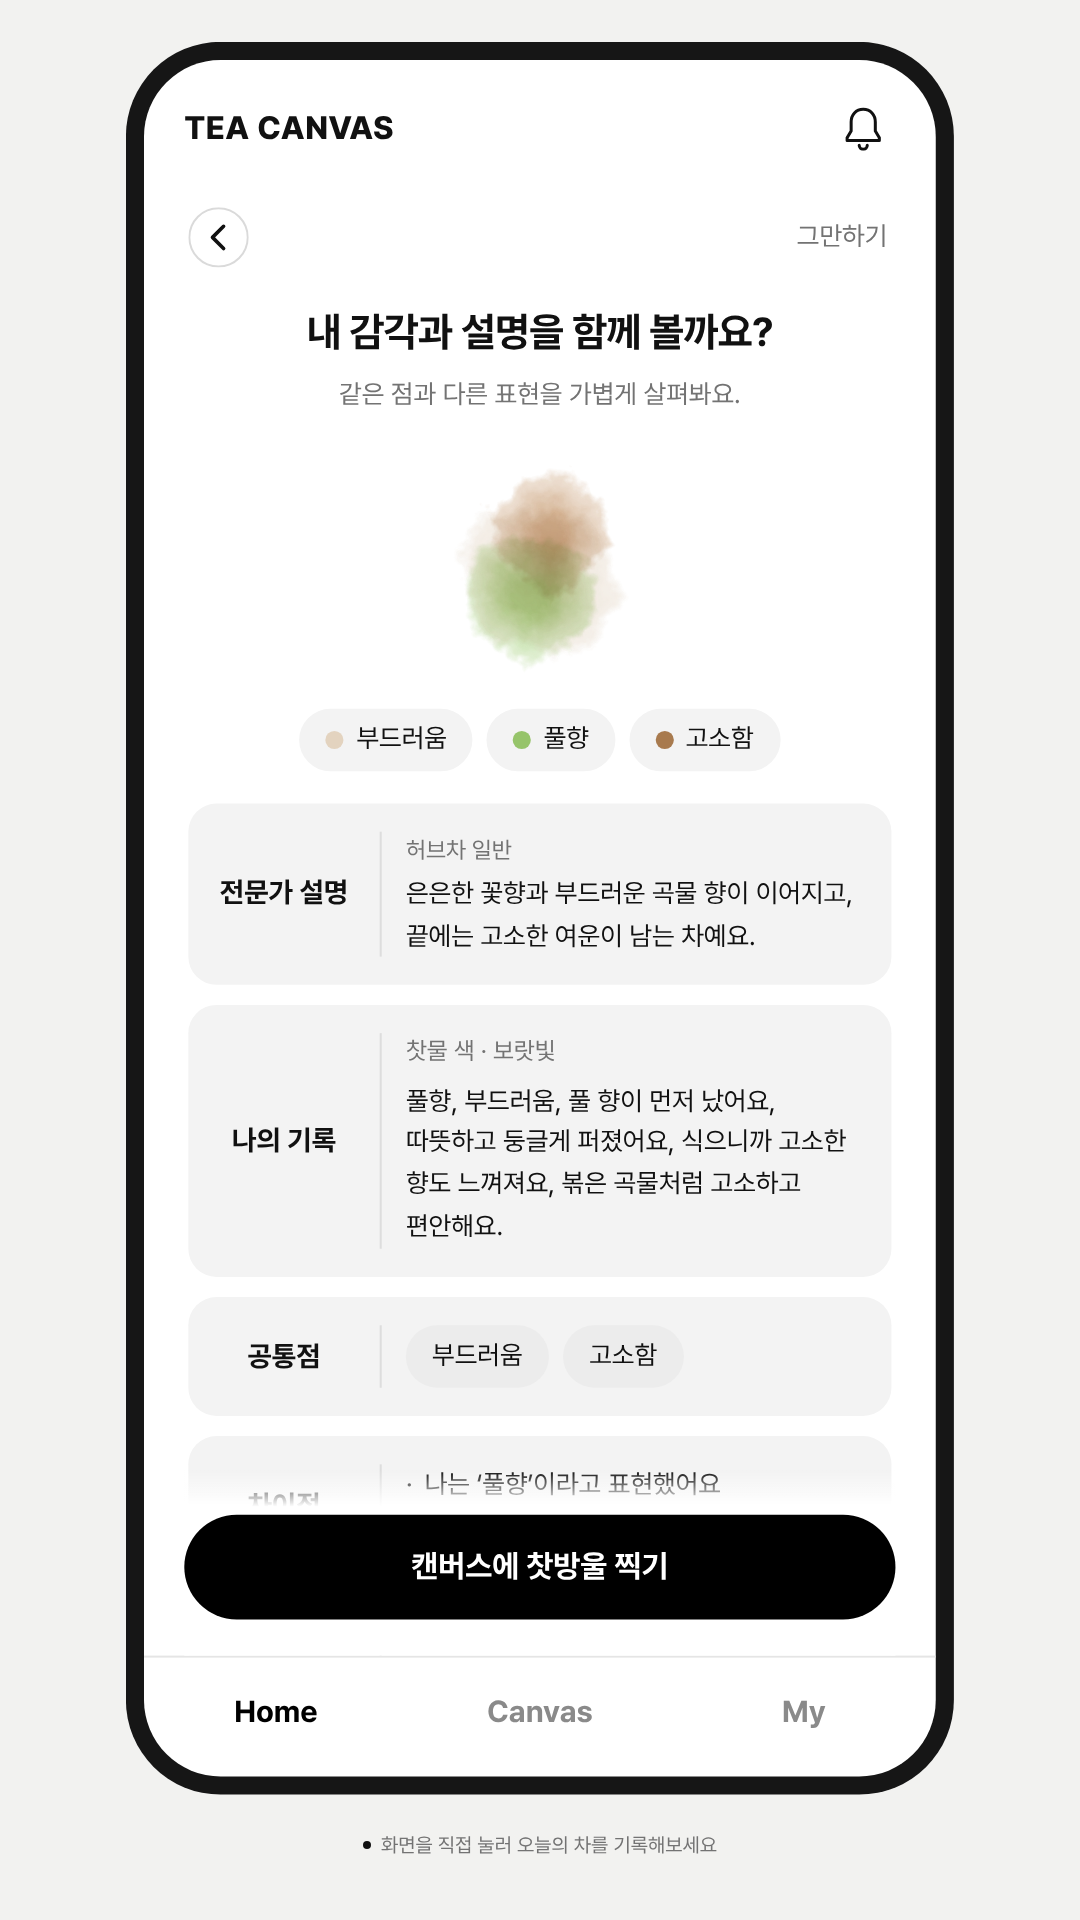 TEA CANVAS
그만하기
내 감각과 설명을 함께 볼까요?
같은 점과 다른 표현을 가볍게 살펴봐요.
부드러움
풀향
고소함
전문가 설명
허브차 일반
은은한 꽃향과 부드러운 곡물 향이 이어지고,
끝에는 고소한 여운이 남는 차예요.
나의 기록
찻물 색 · 보랏빛
풀향, 부드러움, 풀 향이 먼저 났어요,
따뜻하고 둥글게 퍼졌어요, 식으니까 고소한
향도 느껴져요, 볶은 곡물처럼 고소하고
편안해요.
공통점
부드러움
고소함
· 나는 ‘풀향’이라고 표현했어요
캔버스에 찻방울 찍기
Home
Canvas
My
화면을 직접 눌러 오늘의 차를 기록해보세요